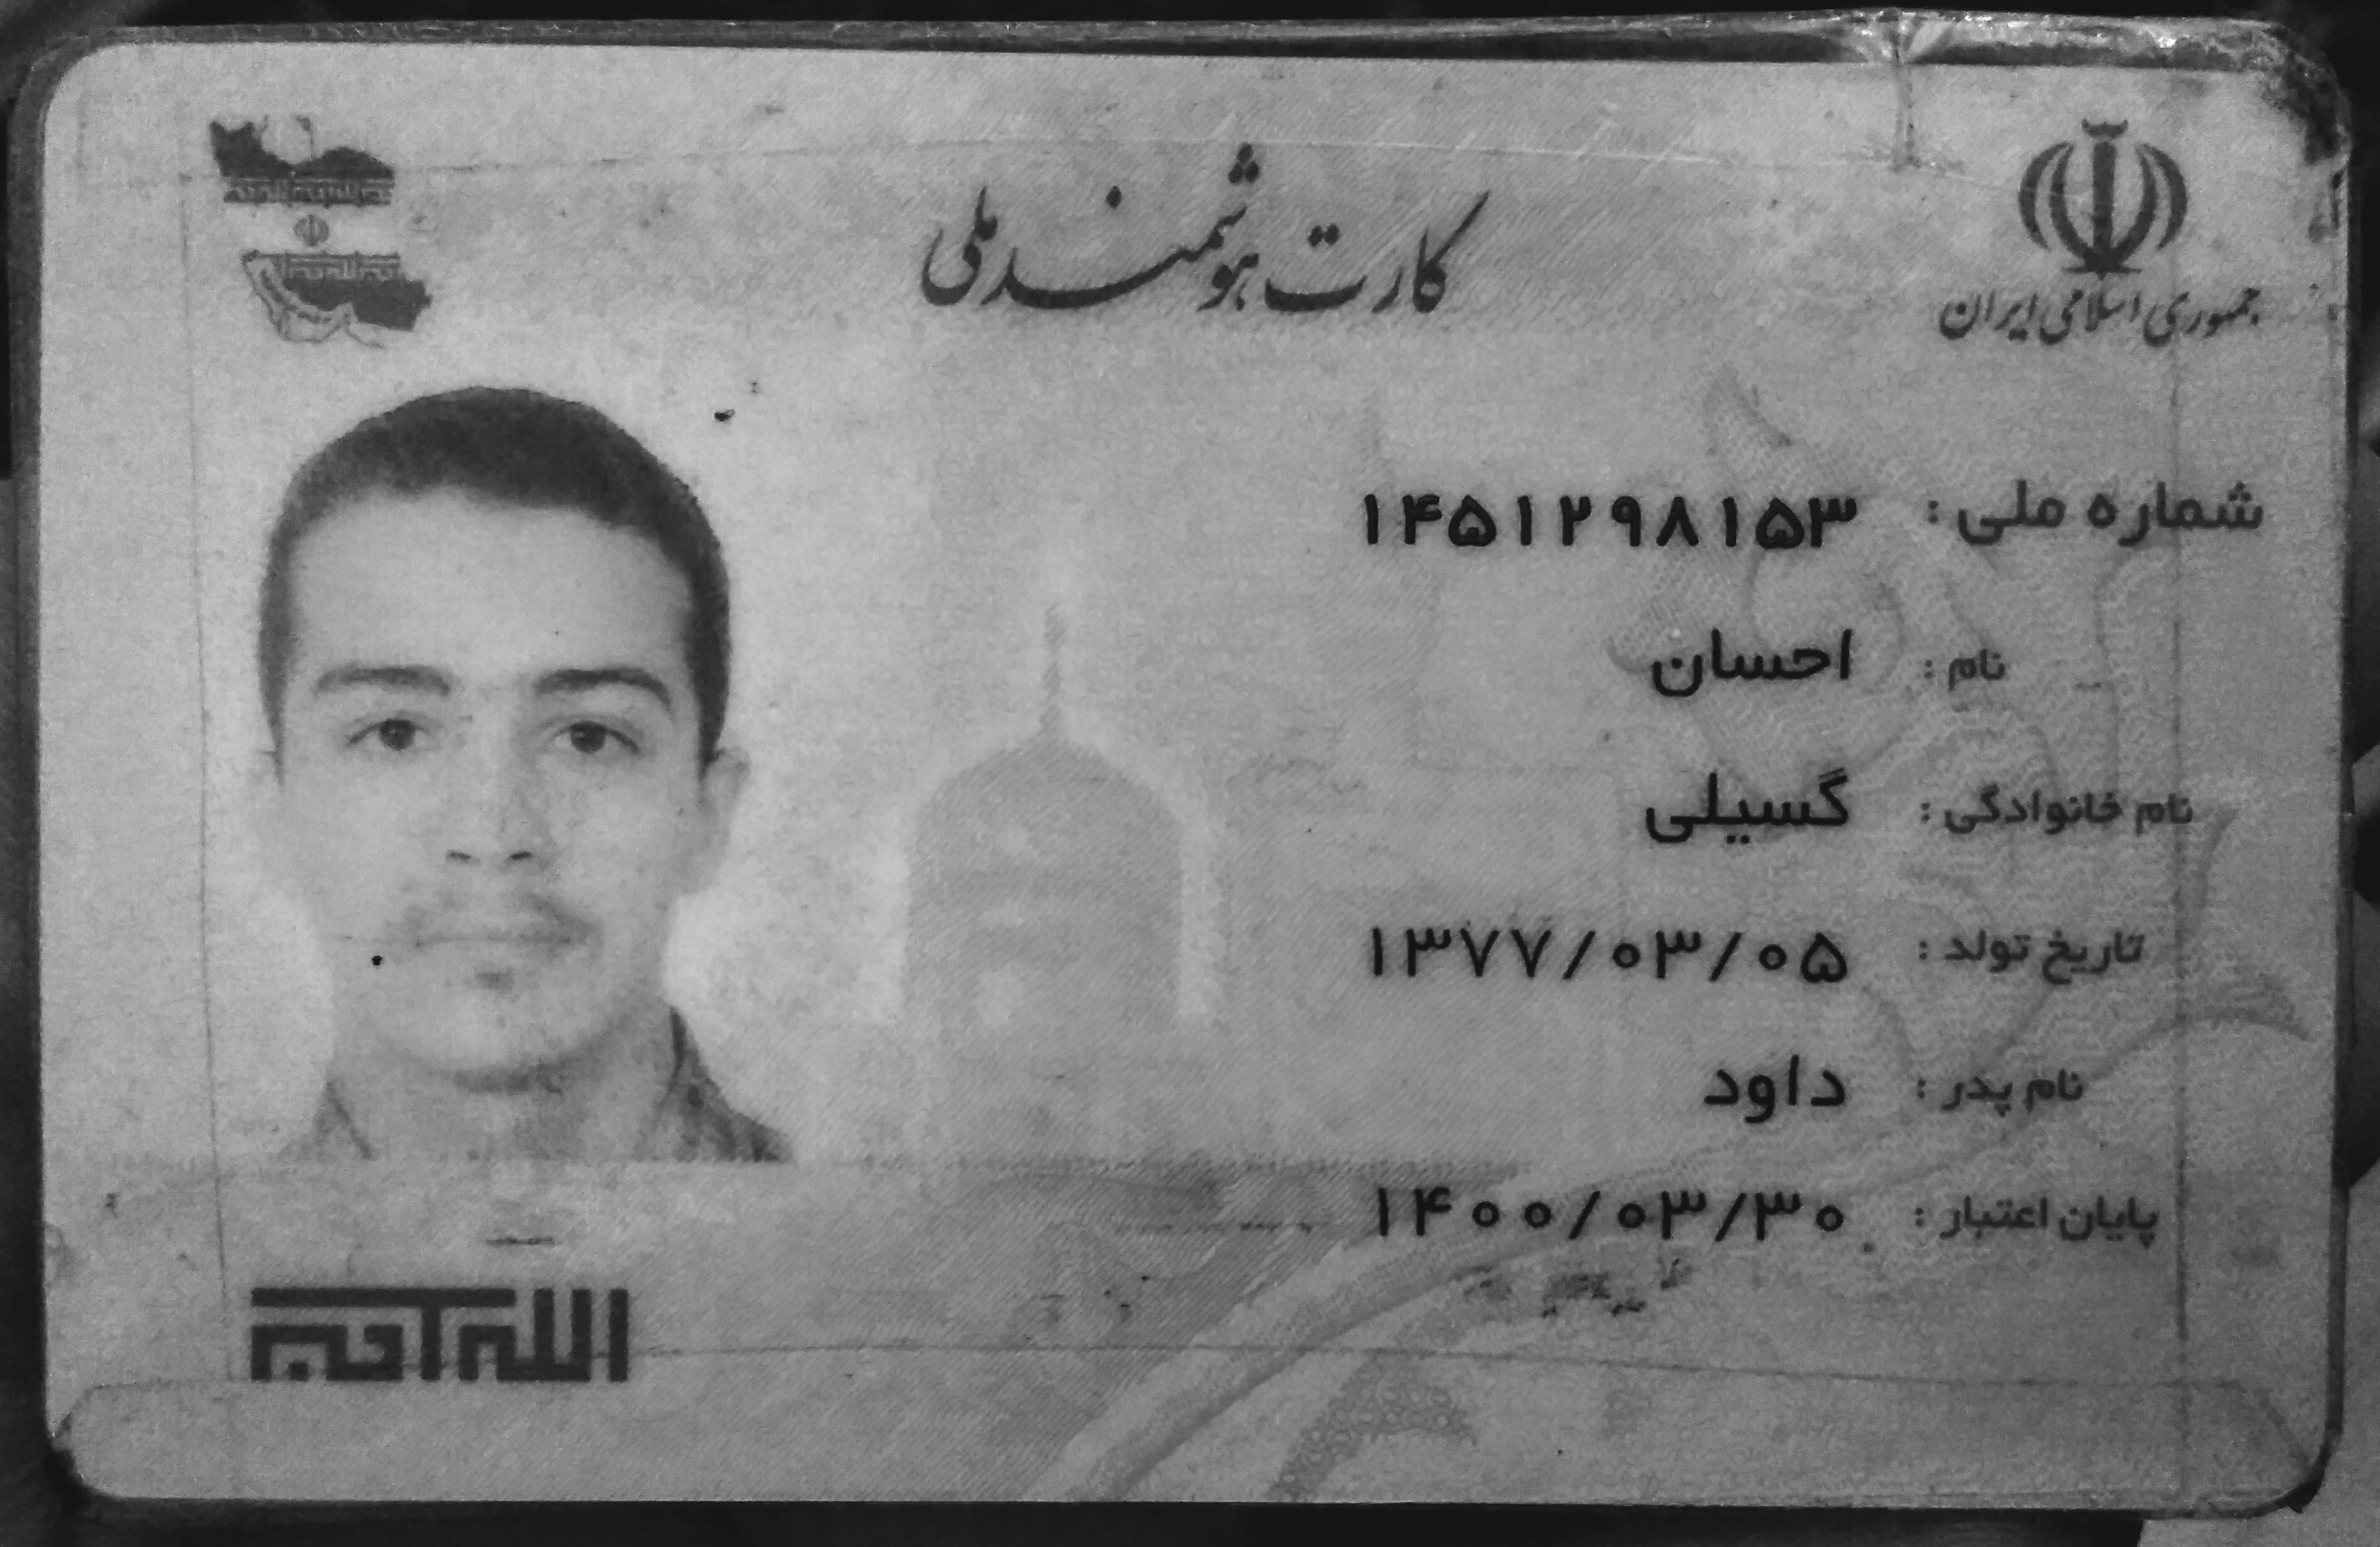 جمهوری اسلامی ایران
کارت هوشمند ملی
شماره ملی : ۱۴۵۱۲۹۸۱۵۳
نام : احسان
نام خانوادگی : گسیلی
تاریخ تولد : ۱۳۷۷/۰۳/۰۵
نام پدر : داود
پایان اعتبار : ۱۴۰۰/۰۳/۳۰
الله اکبر